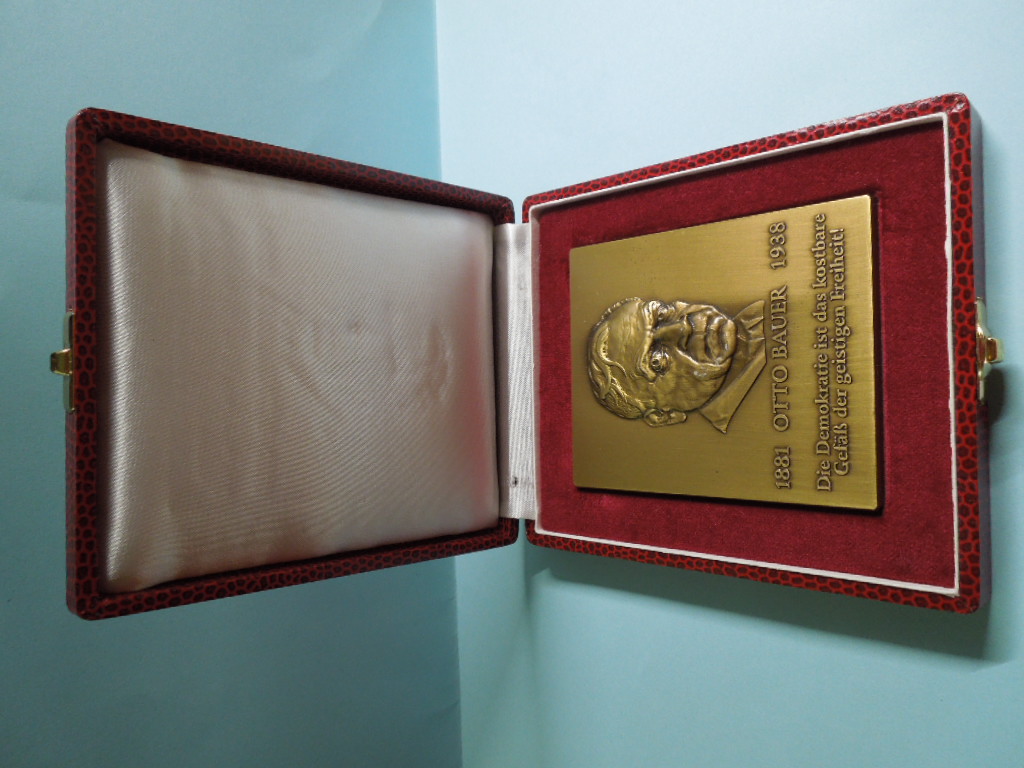 1881 OTTO BAUER 1938
Die Demokratie ist das kostbare
Gefäß der geistigen Freiheit!